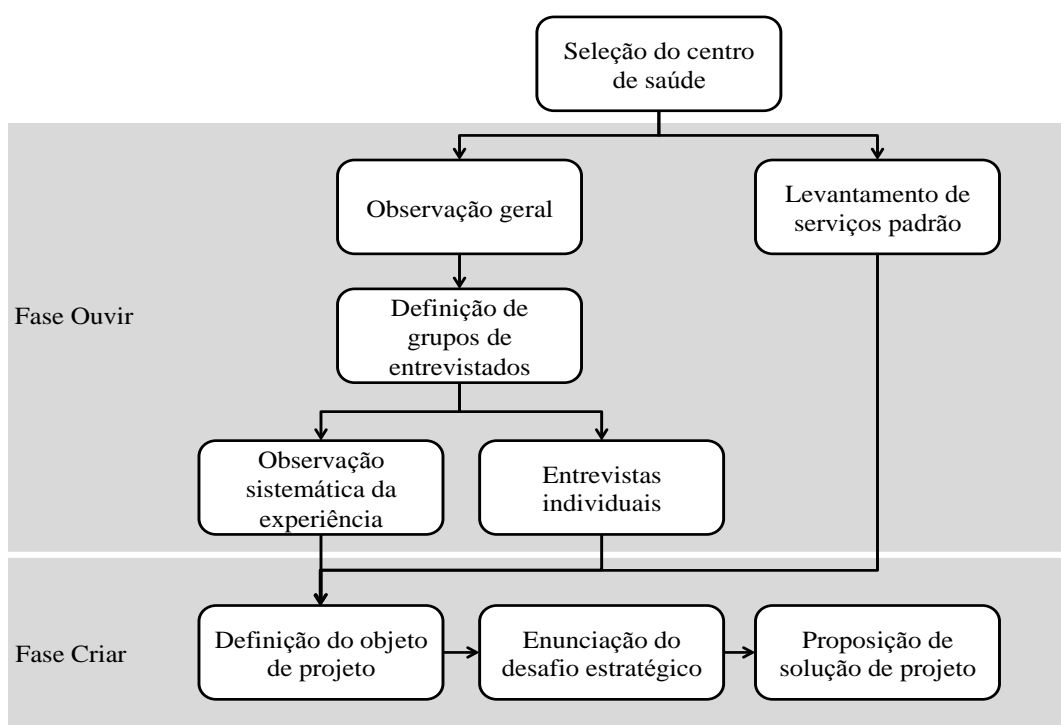 Seleção do centro
de saúde
Observação geral
Levantamento de
serviços padrão
Fase Ouvir
Definição de
grupos de
entrevistados
Observação
sistemática da
experiência
Entrevistas
individuais
Fase Criar
Definição do objeto
de projeto
Enunciação do
desafio estratégico
Proposição de
solução de projeto